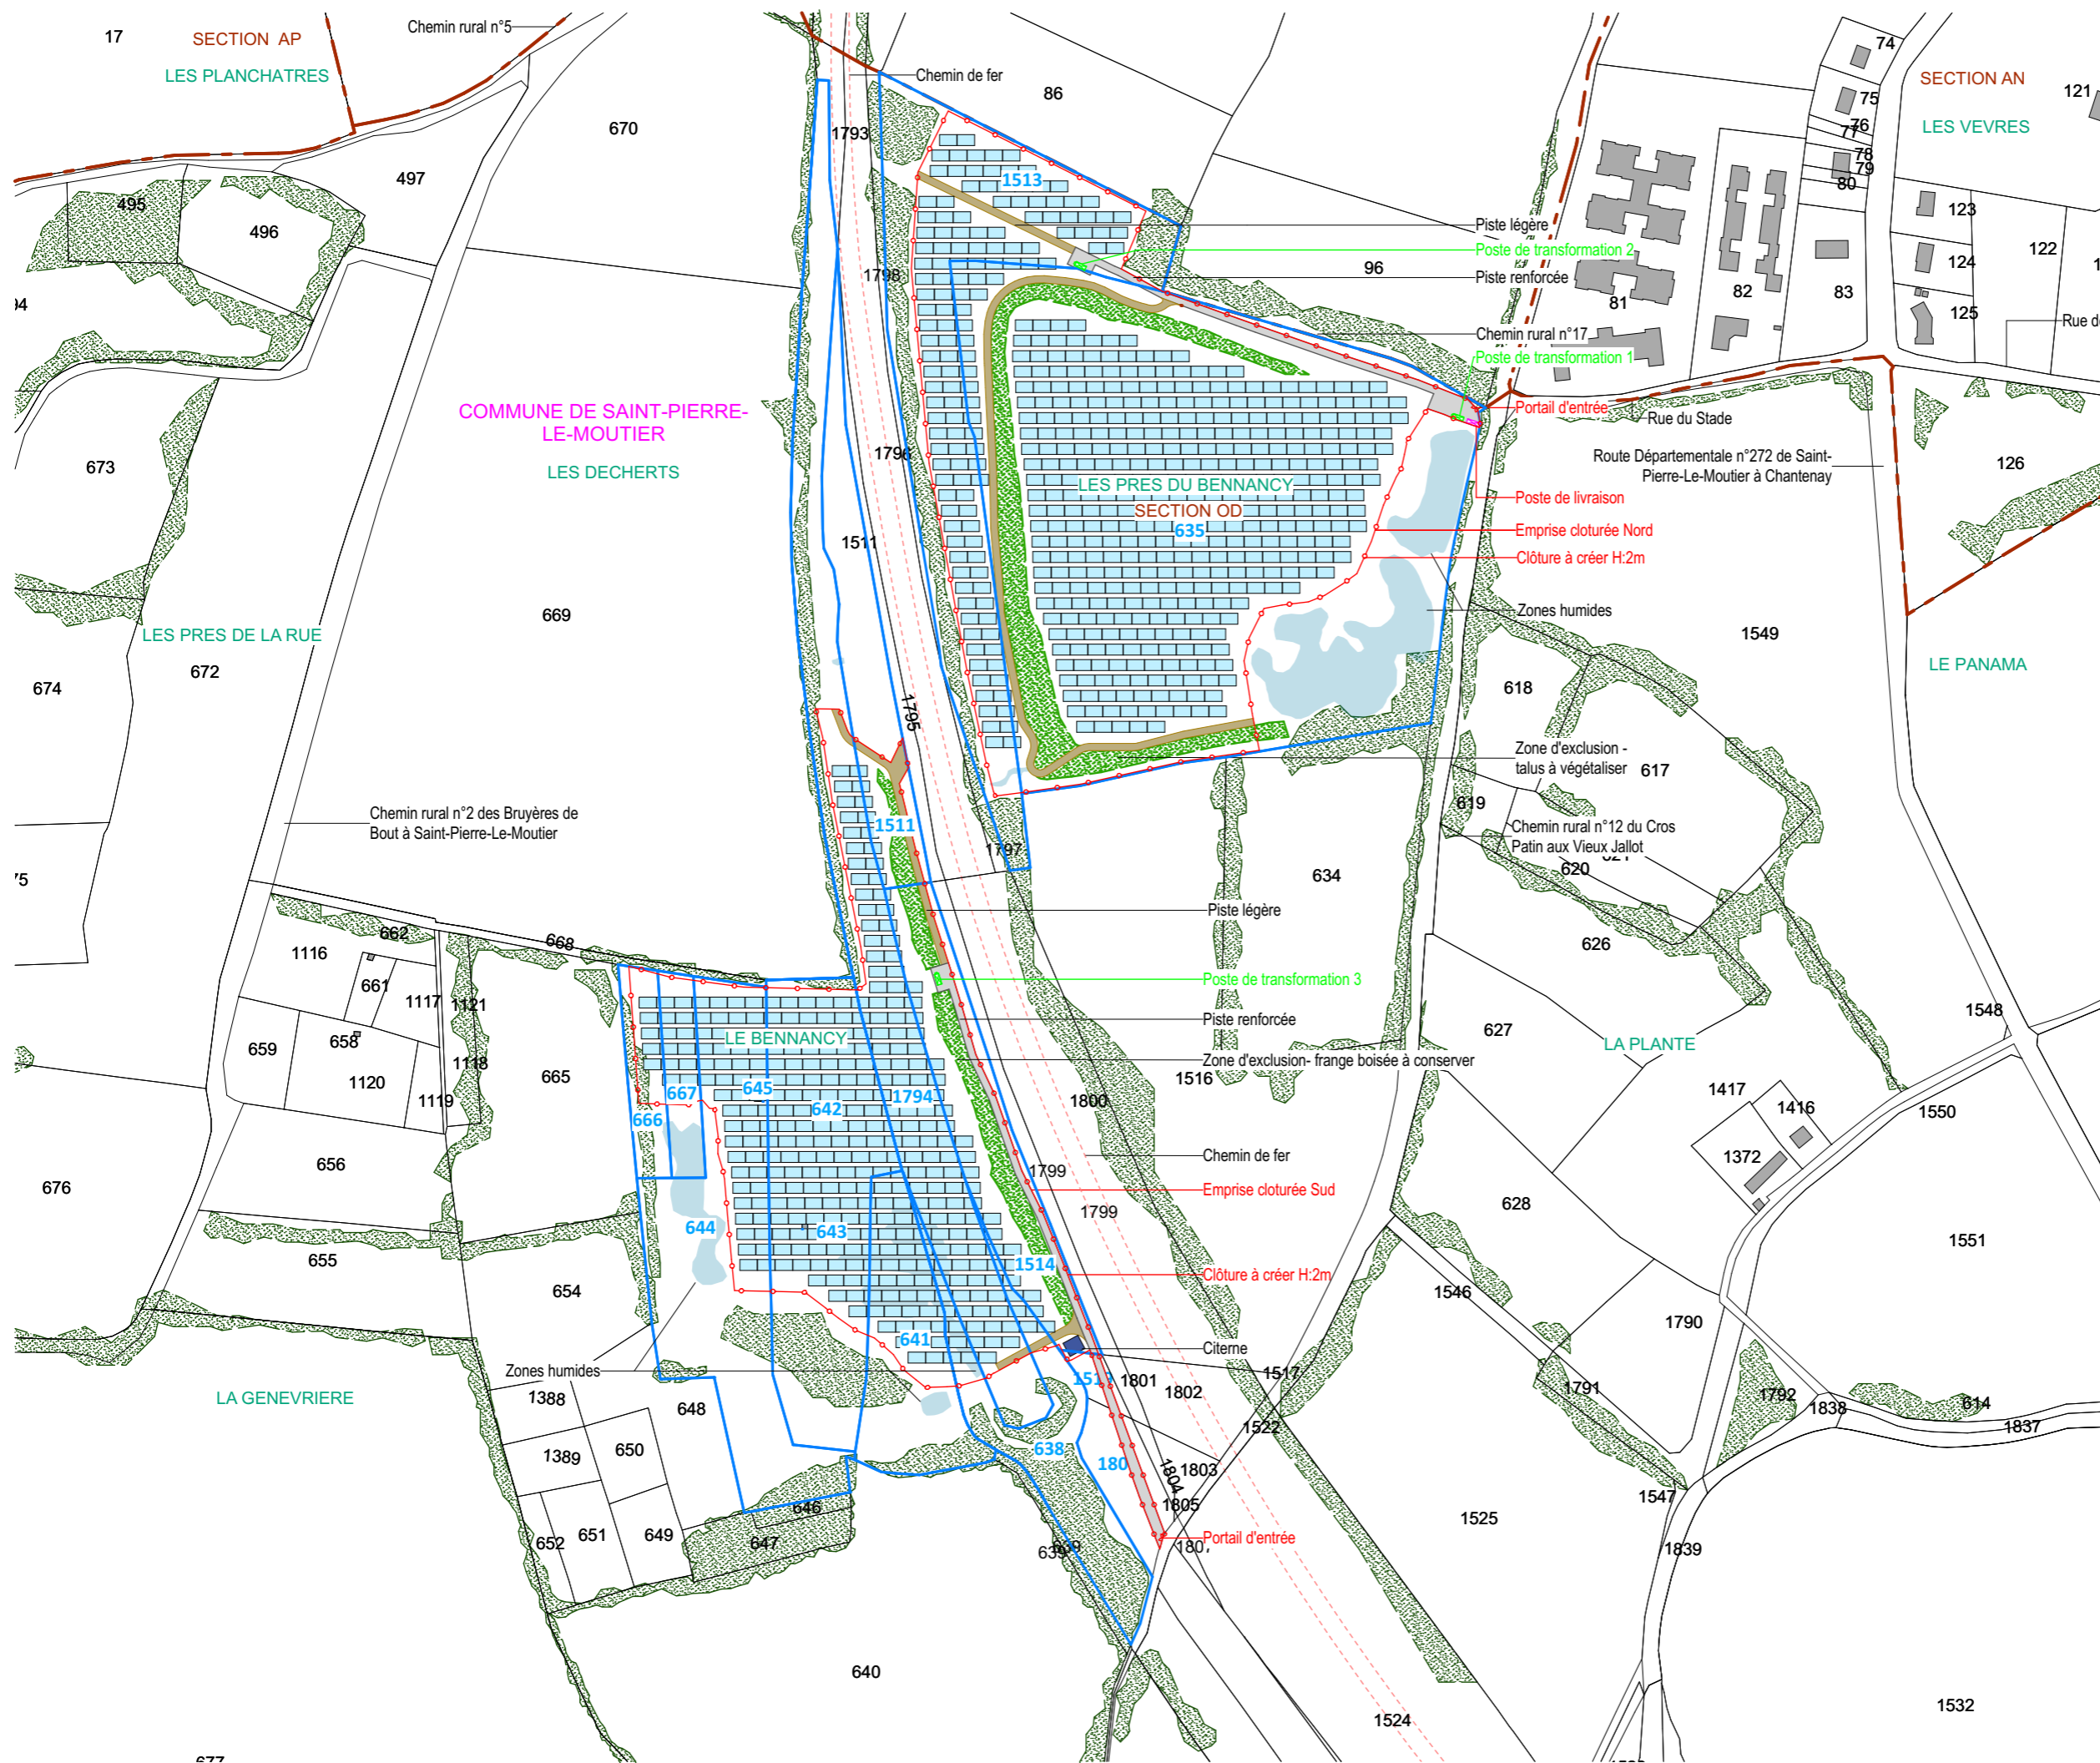 17
SECTION AP
LES PLANCHATRES
Chemin rural n°5
Chemin de fer
86
74
SECTION AN
121
75
76
77
LES VEVRES
670
1793
78
79
80
497
495
496
1513
123
122
Piste légère
Poste de transformation 2
96
Piste renforcée
124
1798
81
82
83
125
Chemin rural n°17
Poste de transformation 1
COMMUNE DE SAINT-PIERRE-
LE-MOUTIER
LES DECHERTS
Portail d'entrée
Rue du Stade
1796
Route Départementale n°272 de Saint-
Pierre-Le-Moutier à Chantenay
126
673
LES PRES DU BENNANCY
SECTION OD
635
Poste de livraison
Emprise cloturée Nord
Clôture à créer H:2m
1511
669
Zones humides
1549
LES PRES DE LA RUE
672
674
LE PANAMA
618
1795
Zone d'exclusion -
talus à végétaliser
617
619
Chemin rural n°2 des Bruyères de
Bout à Saint-Pierre-Le-Moutier
1511
Chemin rural n°12 du Cros
Patin aux Vieux Jallot
620
1797
634
Piste légère
626
668
662
1116
661
1117
1121
Poste de transformation 3
Piste renforcée
Zone d'exclusion- frange boisée à conserver
1516
627
LA PLANTE
1548
LE BENNANCY
659
658
1120
1118
1119
665
645
667
666
642
1794
1800
1417
1416
1550
1372
Chemin de fer
656
676
1799
Emprise cloturée Sud
1799
628
644
643
1551
655
654
1514
Clôture à créer H:2m
1546
1790
641
Citerne
Zones humides
1517
1801
1802
LA GENEVRIERE
1388
648
1791
1792
1838
614
1837
1522
650
1389
638
180
1803
1804
1805
646
647
649
651
652
1547
1525
Portail d'entrée
639
1839
640
1524
1532